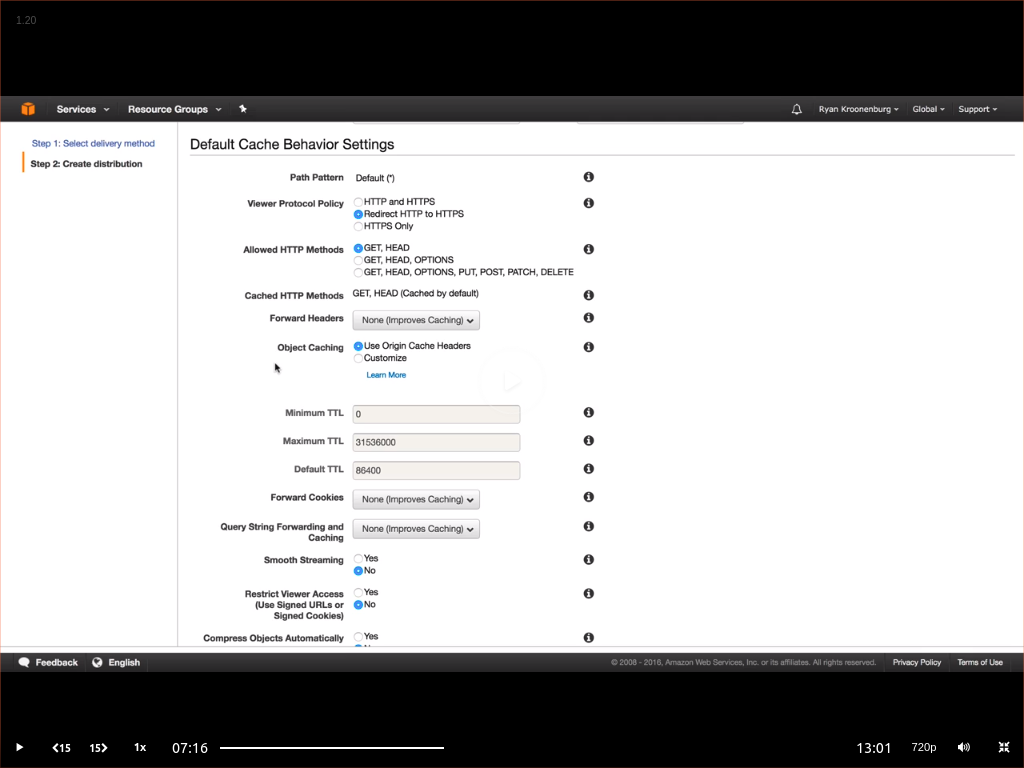 1.20
Services
Resource Groups
Ryan Kroonenburg
Global
Support
Step 1: Select delivery method
Step 2: Create distribution
Default Cache Behavior Settings
Path Pattern
Default (*)
Viewer Protocol Policy
HTTP and HTTPS
Redirect HTTP to HTTPS
HTTPS Only
Allowed HTTP Methods
GET, HEAD
GET, HEAD, OPTIONS
GET, HEAD, OPTIONS, PUT, POST, PATCH, DELETE
Cached HTTP Methods
GET, HEAD (Cached by default)
Forward Headers
None (Improves Caching)
Object Caching
Use Origin Cache Headers
Customize
Learn More
Minimum TTL
0
Maximum TTL
31536000
Default TTL
86400
Forward Cookies
None (Improves Caching)
Query String Forwarding and
Caching
None (Improves Caching)
Smooth Streaming
Yes
No
Restrict Viewer Access
(Use Signed URLs or
Signed Cookies)
Yes
No
Compress Objects Automatically
Yes
Feedback
English
© 2008 - 2016, Amazon Web Services, Inc. or its affiliates. All rights reserved.
Privacy Policy
Terms of Use
15
15
1x
07:16
13:01
720p